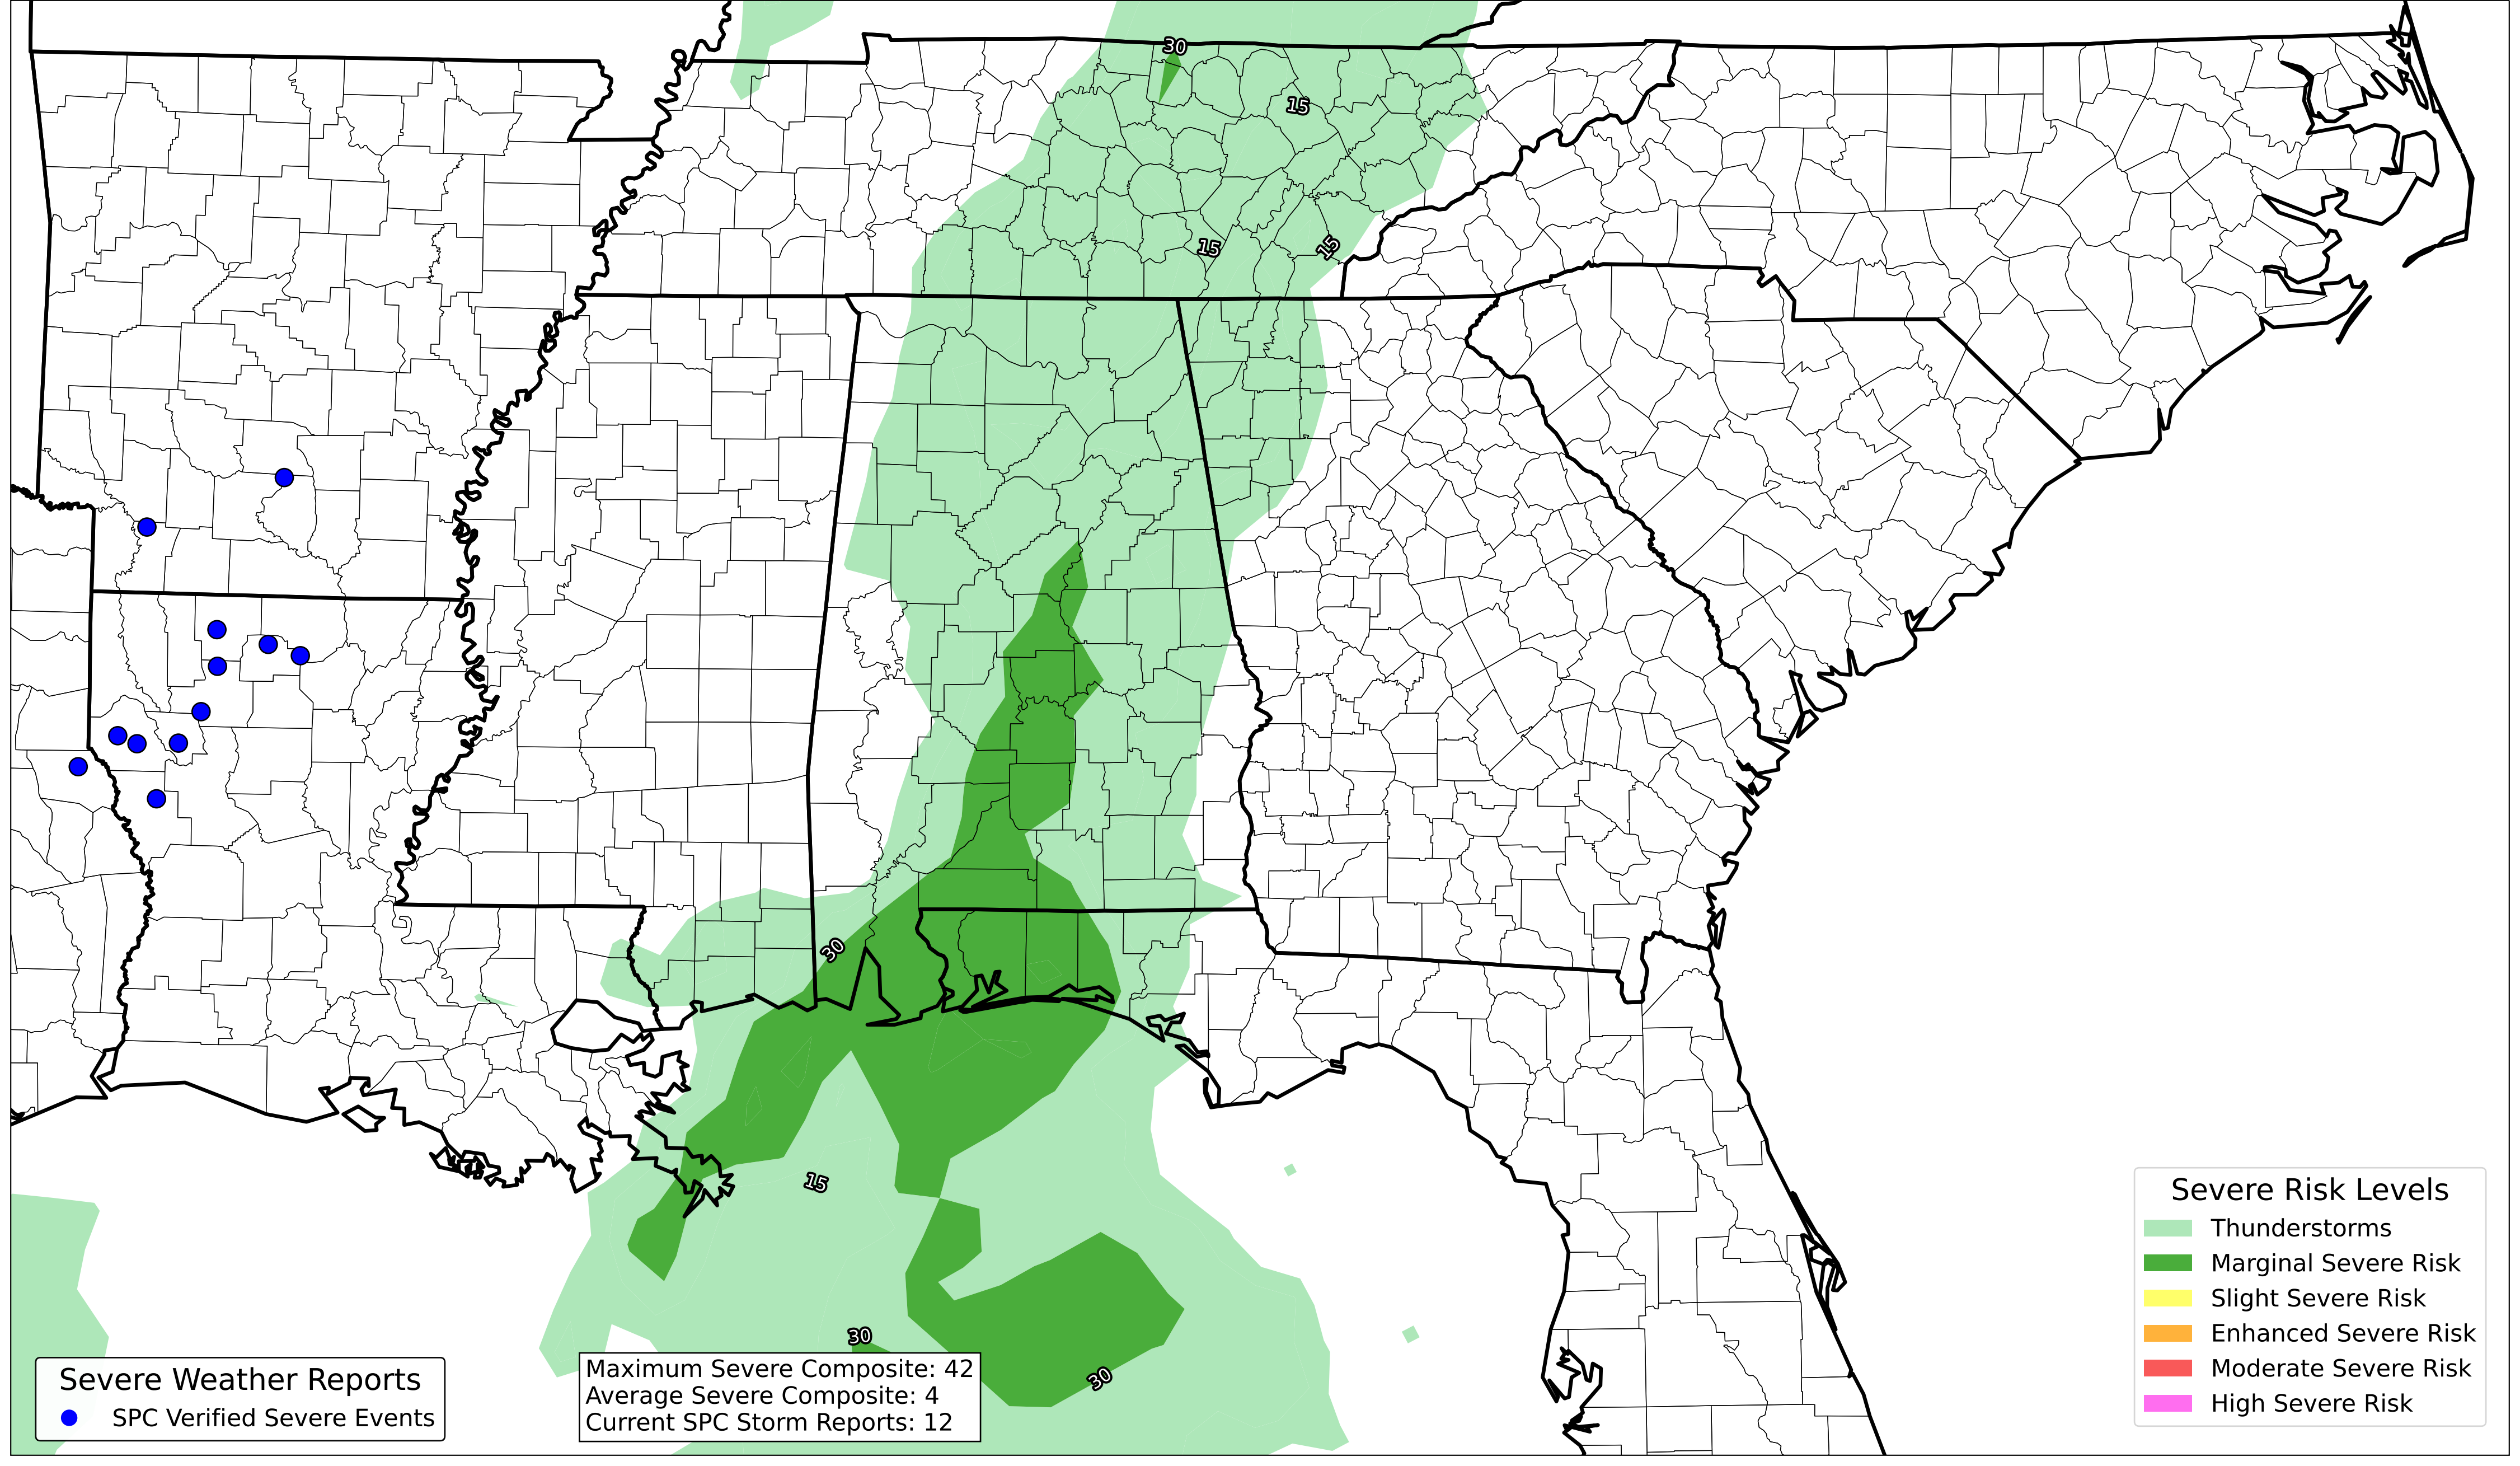 30
15
15
15
30
15
30
30
Severe Weather Reports
SPC Verified Severe Events
Maximum Severe Composite: 42
Average Severe Composite: 4
Current SPC Storm Reports: 12
Severe Risk Levels
Thunderstorms
Marginal Severe Risk
Slight Severe Risk
Enhanced Severe Risk
Moderate Severe Risk
High Severe Risk